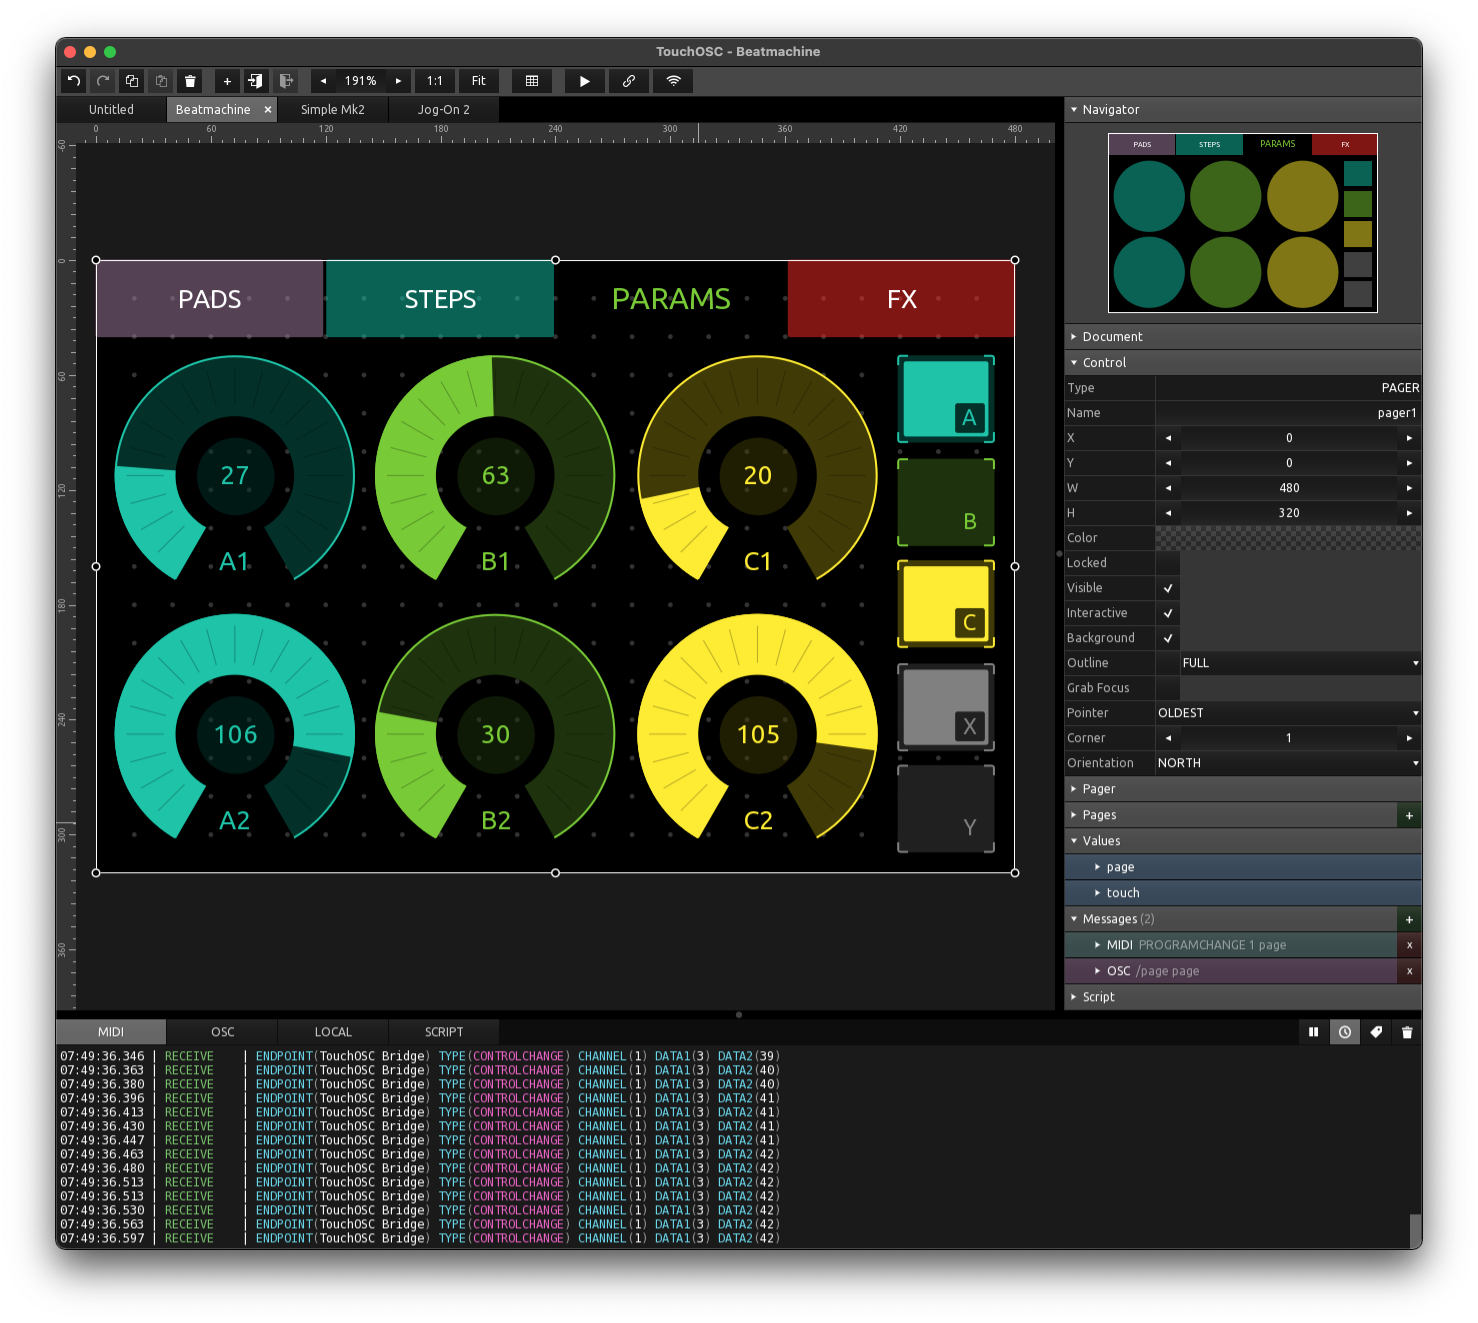 TouchOSC - Beatmachine
191% 1:1 Fit
Untitled Beatmachine × Simple Mk2 Jog-On 2
0 60 120 180 240 300 360 420 480
-60
0
60
120
180
240
300
360
PADS STEPS PARAMS FX
27 63 20 A
B
A1 B1 C1
C
106 30 105 X
A2 B2 C2 Y
Navigator
PADS STEPS PARAMS FX
Document
Control
Type PAGER
Name pager1
X 0
Y 0
W 480
H 320
Color
Locked
Visible
Interactive
Background
Outline FULL
Grab Focus
Pointer OLDEST
Corner 1
Orientation NORTH
Pager
Pages +
Values
page
touch
Messages (2) +
MIDI PROGRAMCHANGE 1 page x
OSC /page page x
Script
MIDI OSC LOCAL SCRIPT
07:49:36.346 | RECEIVE | ENDPOINT(TouchOSC Bridge) TYPE(CONTROLCHANGE) CHANNEL(1) DATA1(3) DATA2(39)
07:49:36.363 | RECEIVE | ENDPOINT(TouchOSC Bridge) TYPE(CONTROLCHANGE) CHANNEL(1) DATA1(3) DATA2(40)
07:49:36.380 | RECEIVE | ENDPOINT(TouchOSC Bridge) TYPE(CONTROLCHANGE) CHANNEL(1) DATA1(3) DATA2(40)
07:49:36.396 | RECEIVE | ENDPOINT(TouchOSC Bridge) TYPE(CONTROLCHANGE) CHANNEL(1) DATA1(3) DATA2(41)
07:49:36.413 | RECEIVE | ENDPOINT(TouchOSC Bridge) TYPE(CONTROLCHANGE) CHANNEL(1) DATA1(3) DATA2(41)
07:49:36.430 | RECEIVE | ENDPOINT(TouchOSC Bridge) TYPE(CONTROLCHANGE) CHANNEL(1) DATA1(3) DATA2(41)
07:49:36.447 | RECEIVE | ENDPOINT(TouchOSC Bridge) TYPE(CONTROLCHANGE) CHANNEL(1) DATA1(3) DATA2(41)
07:49:36.463 | RECEIVE | ENDPOINT(TouchOSC Bridge) TYPE(CONTROLCHANGE) CHANNEL(1) DATA1(3) DATA2(42)
07:49:36.480 | RECEIVE | ENDPOINT(TouchOSC Bridge) TYPE(CONTROLCHANGE) CHANNEL(1) DATA1(3) DATA2(42)
07:49:36.513 | RECEIVE | ENDPOINT(TouchOSC Bridge) TYPE(CONTROLCHANGE) CHANNEL(1) DATA1(3) DATA2(42)
07:49:36.513 | RECEIVE | ENDPOINT(TouchOSC Bridge) TYPE(CONTROLCHANGE) CHANNEL(1) DATA1(3) DATA2(42)
07:49:36.530 | RECEIVE | ENDPOINT(TouchOSC Bridge) TYPE(CONTROLCHANGE) CHANNEL(1) DATA1(3) DATA2(42)
07:49:36.563 | RECEIVE | ENDPOINT(TouchOSC Bridge) TYPE(CONTROLCHANGE) CHANNEL(1) DATA1(3) DATA2(42)
07:49:36.597 | RECEIVE | ENDPOINT(TouchOSC Bridge) TYPE(CONTROLCHANGE) CHANNEL(1) DATA1(3) DATA2(42)